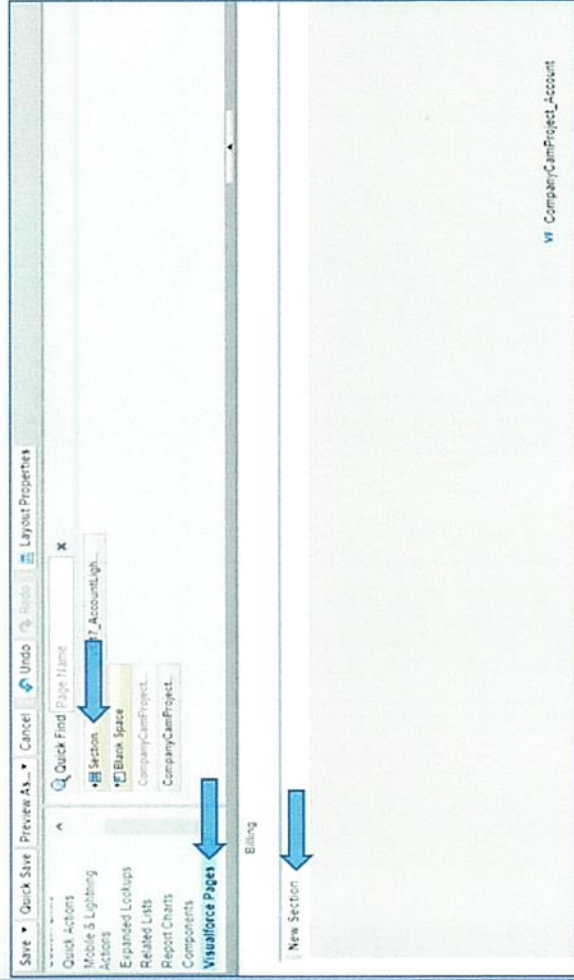 Save Quick Save Preview As... Cancel Undo Redo Layout Properties
Quick Find Page Name
Quick Actions
Mobile & Lightning
Actions
Expanded Lookups
Related Lists
Report Charts
Components
Visualforce Pages
Section
Blank Space
CompanyCamProject...
CompanyCamProject...
_AccountLigh...
Billing
New Section
CompanyCamProject_Account